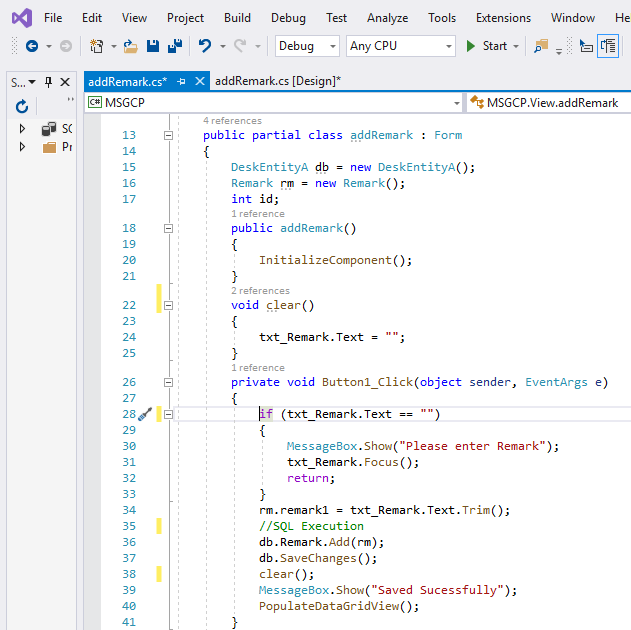 File Edit View Project Build Debug Test Analyze Tools Extensions Window He
Debug Any CPU Start
S... addRemark.cs* addRemark.cs [Design]*
C# MSGCP MSGCP.View.addRemark
SC
Pr
4 references
13 public partial class addRemark : Form
14 {
15 DeskEntityA db = new DeskEntityA();
16 Remark rm = new Remark();
17 int id;
1 reference
18 public addRemark()
19 {
20 InitializeComponent();
21 }
2 references
22 void clear()
23 {
24 txt_Remark.Text = "";
25 }
1 reference
26 private void Button1_Click(object sender, EventArgs e)
27 {
28 if (txt_Remark.Text == "")
29 {
30 MessageBox.Show("Please enter Remark");
31 txt_Remark.Focus();
32 return;
33 }
34 rm.remark1 = txt_Remark.Text.Trim();
35 //SQL Execution
36 db.Remark.Add(rm);
37 db.SaveChanges();
38 clear();
39 MessageBox.Show("Saved Sucessfully");
40 PopulateDataGridView();
41 }